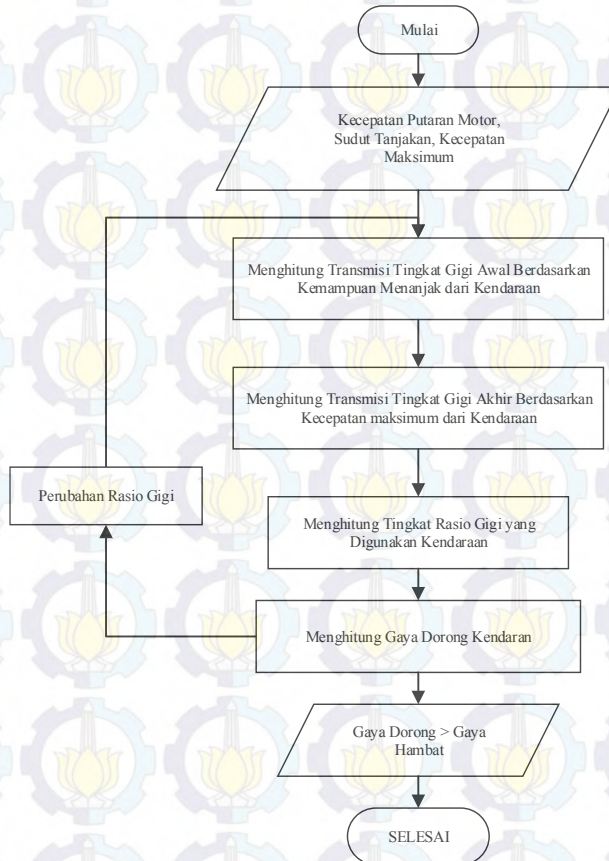 Mulai
Kecepatan Putaran Motor,
Sudut Tanjakan, Kecepatan
Maksimum
Menghitung Transmisi Tingkat Gigi Awal Berdasarkan
Kemampuan Menanjak dari Kendaraan
Menghitung Transmisi Tingkat Gigi Akhir Berdasarkan
Kecepatan maksimum dari Kendaraan
Perubahan Rasio Gigi
Menghitung Tingkat Rasio Gigi yang
Digunakan Kendaraan
Menghitung Gaya Dorong Kendaran
Gaya Dorong > Gaya
Hambat
SELESAI